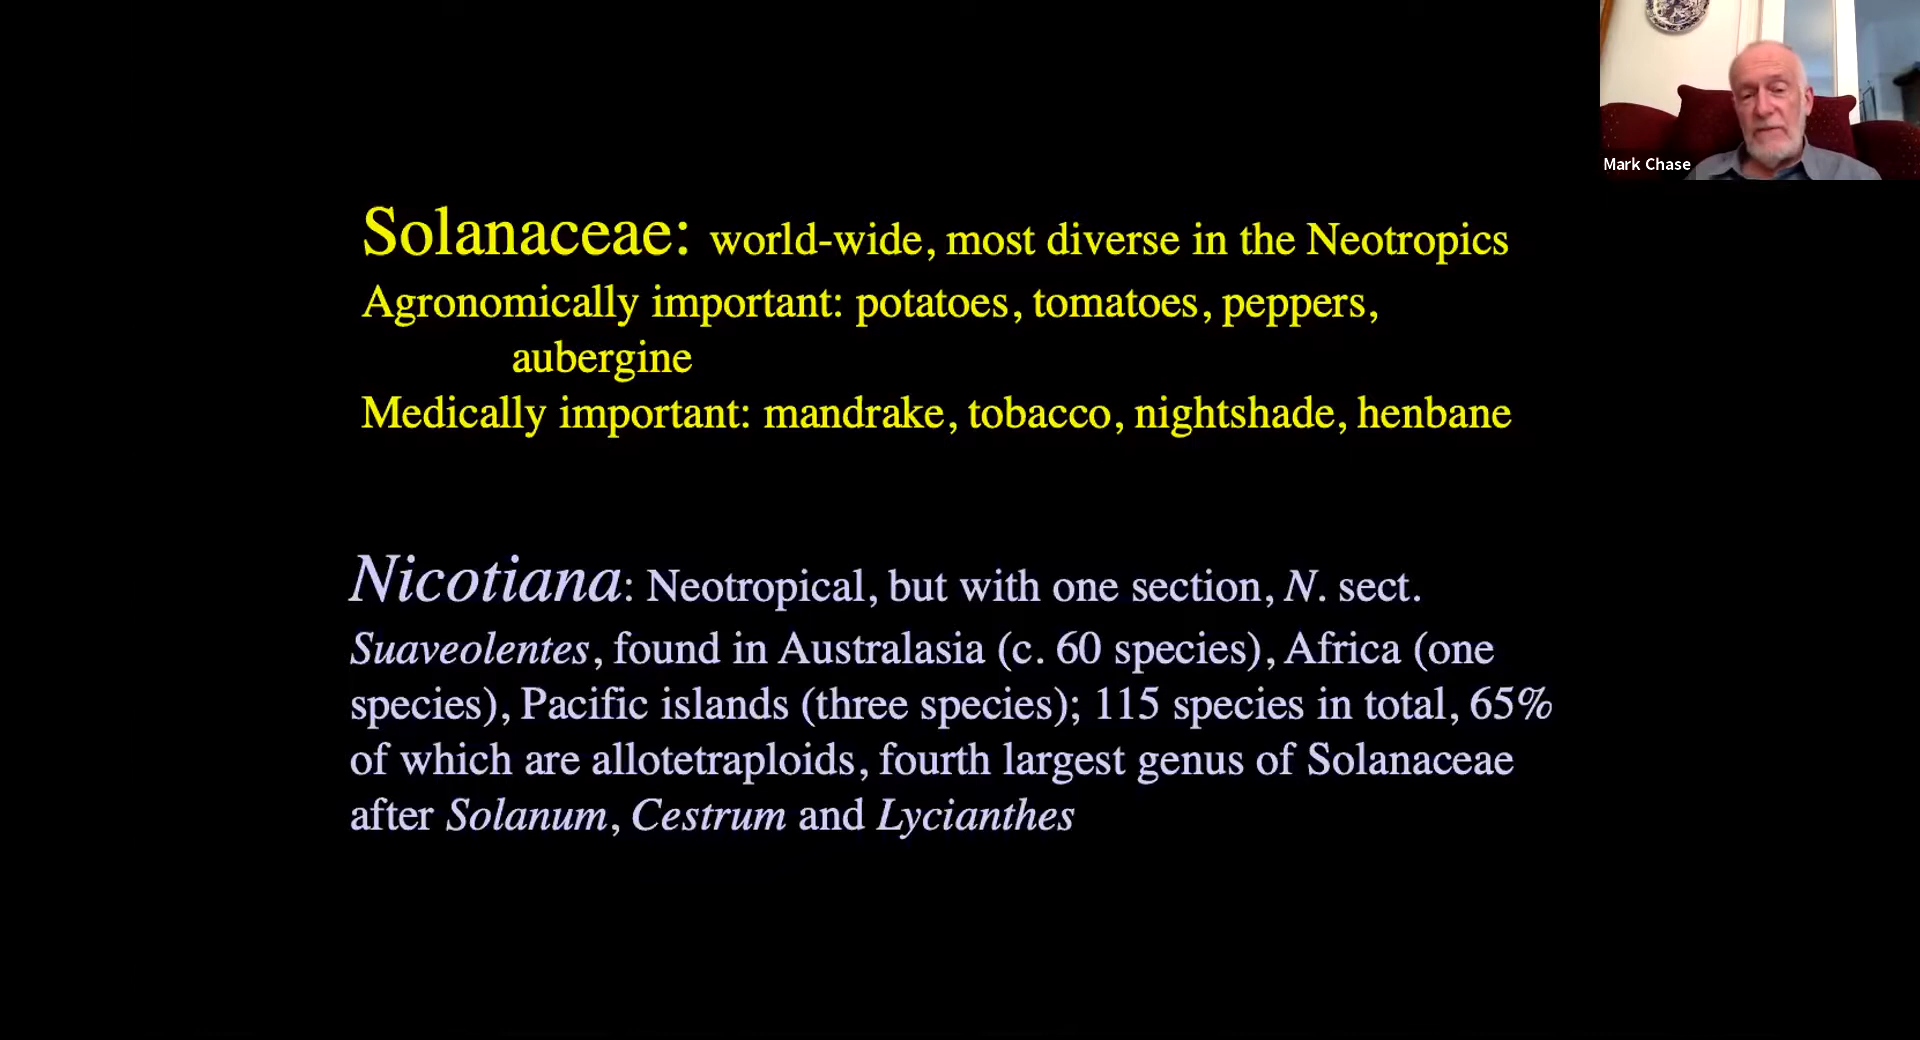 Mark Chase
Solanaceae: world-wide, most diverse in the Neotropics
Agronomically important: potatoes, tomatoes, peppers,
aubergine
Medically important: mandrake, tobacco, nightshade, henbane
Nicotiana: Neotropical, but with one section, N. sect.
Suaveolentes, found in Australasia (c. 60 species), Africa (one
species), Pacific islands (three species); 115 species in total, 65%
of which are allotetraploids, fourth largest genus of Solanaceae
after Solanum, Cestrum and Lycianthes